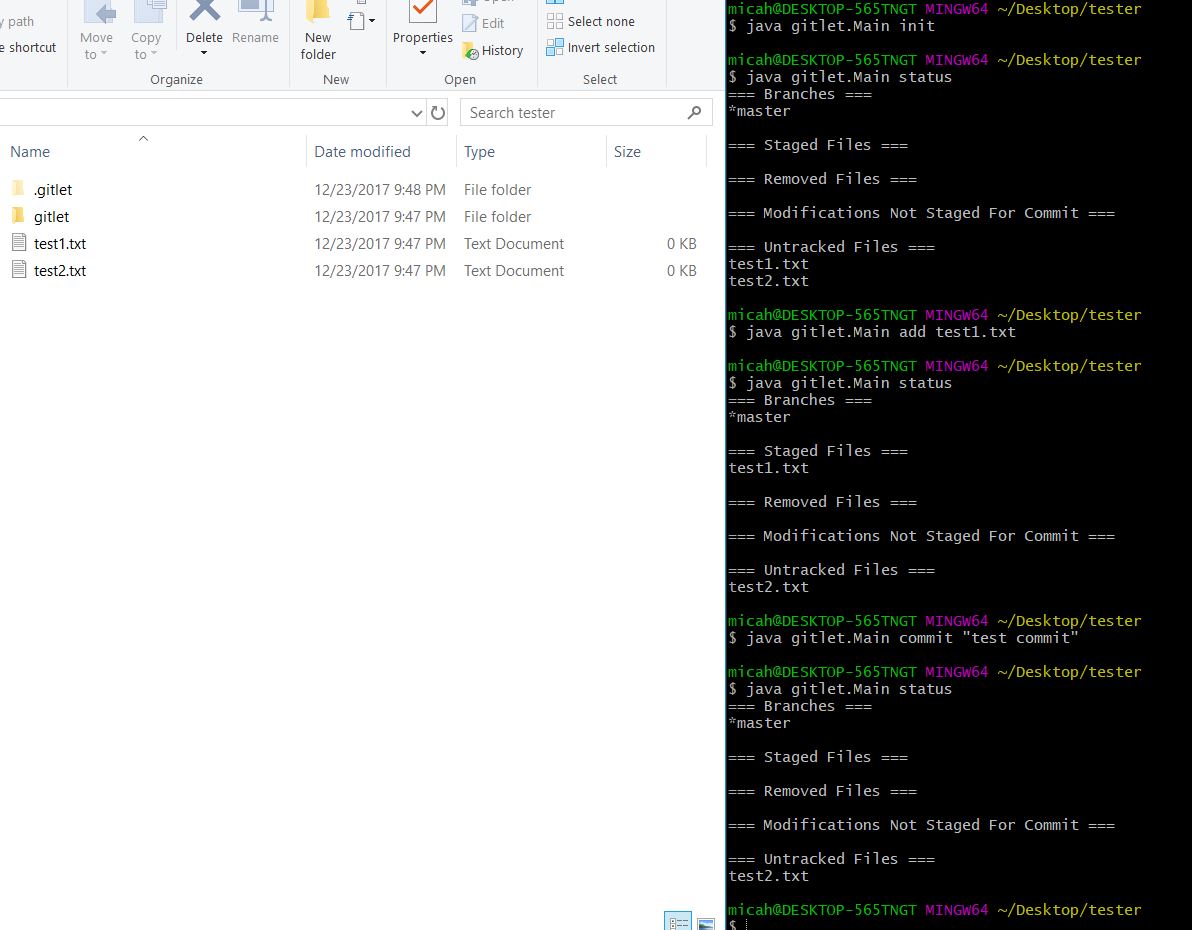 y path
e shortcut
Move to
Copy to
Delete
Rename
Organize
New folder
New
Properties
Edit
History
Open
Select none
Invert selection
Select
Search tester
Name Date modified Type Size
.gitlet 12/23/2017 9:48 PM File folder
gitlet 12/23/2017 9:47 PM File folder
test1.txt 12/23/2017 9:47 PM Text Document 0 KB
test2.txt 12/23/2017 9:47 PM Text Document 0 KB
micah@DESKTOP-565TNGT MINGW64 ~/Desktop/tester
$ java gitlet.Main init
micah@DESKTOP-565TNGT MINGW64 ~/Desktop/tester
$ java gitlet.Main status
=== Branches ===
*master
=== Staged Files ===
=== Removed Files ===
=== Modifications Not Staged For Commit ===
=== Untracked Files ===
test1.txt
test2.txt
micah@DESKTOP-565TNGT MINGW64 ~/Desktop/tester
$ java gitlet.Main add test1.txt
micah@DESKTOP-565TNGT MINGW64 ~/Desktop/tester
$ java gitlet.Main status
=== Branches ===
*master
=== Staged Files ===
test1.txt
=== Removed Files ===
=== Modifications Not Staged For Commit ===
=== Untracked Files ===
test2.txt
micah@DESKTOP-565TNGT MINGW64 ~/Desktop/tester
$ java gitlet.Main commit "test commit"
micah@DESKTOP-565TNGT MINGW64 ~/Desktop/tester
$ java gitlet.Main status
=== Branches ===
*master
=== Staged Files ===
=== Removed Files ===
=== Modifications Not Staged For Commit ===
=== Untracked Files ===
test2.txt
micah@DESKTOP-565TNGT MINGW64 ~/Desktop/tester
$